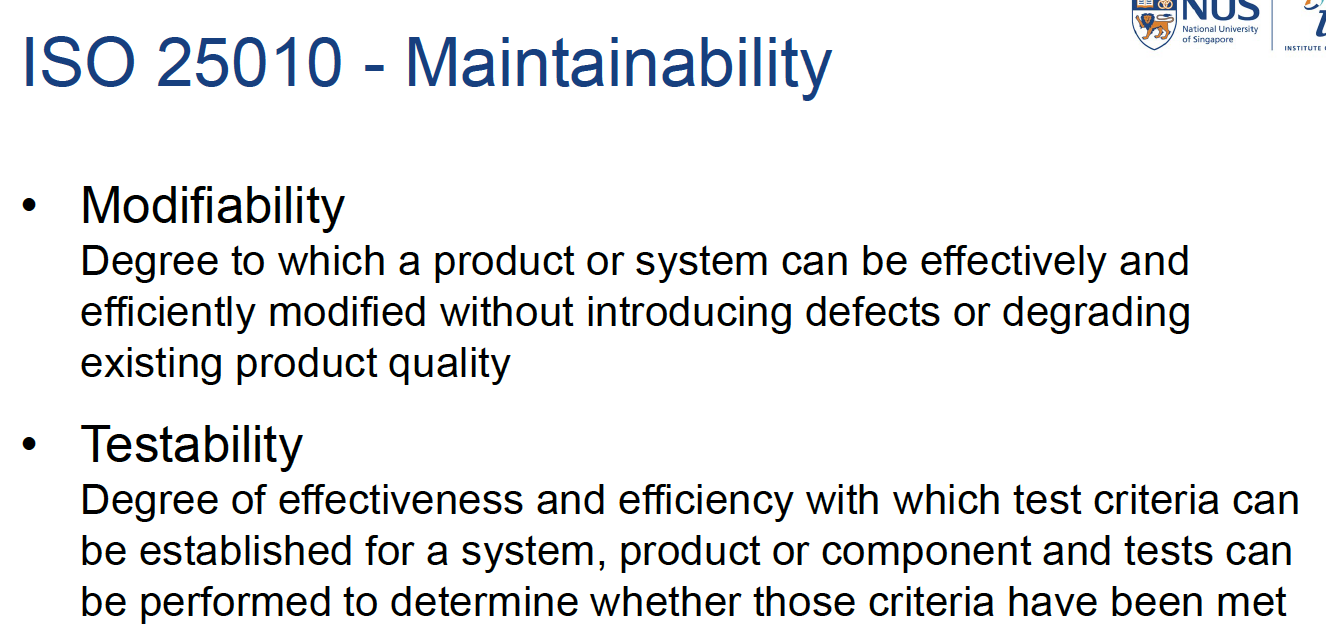 NUS
National University
of Singapore
INSTITUTE
ISO 25010 - Maintainability
• Modifiability
Degree to which a product or system can be effectively and
efficiently modified without introducing defects or degrading
existing product quality
• Testability
Degree of effectiveness and efficiency with which test criteria can
be established for a system, product or component and tests can
be performed to determine whether those criteria have been met